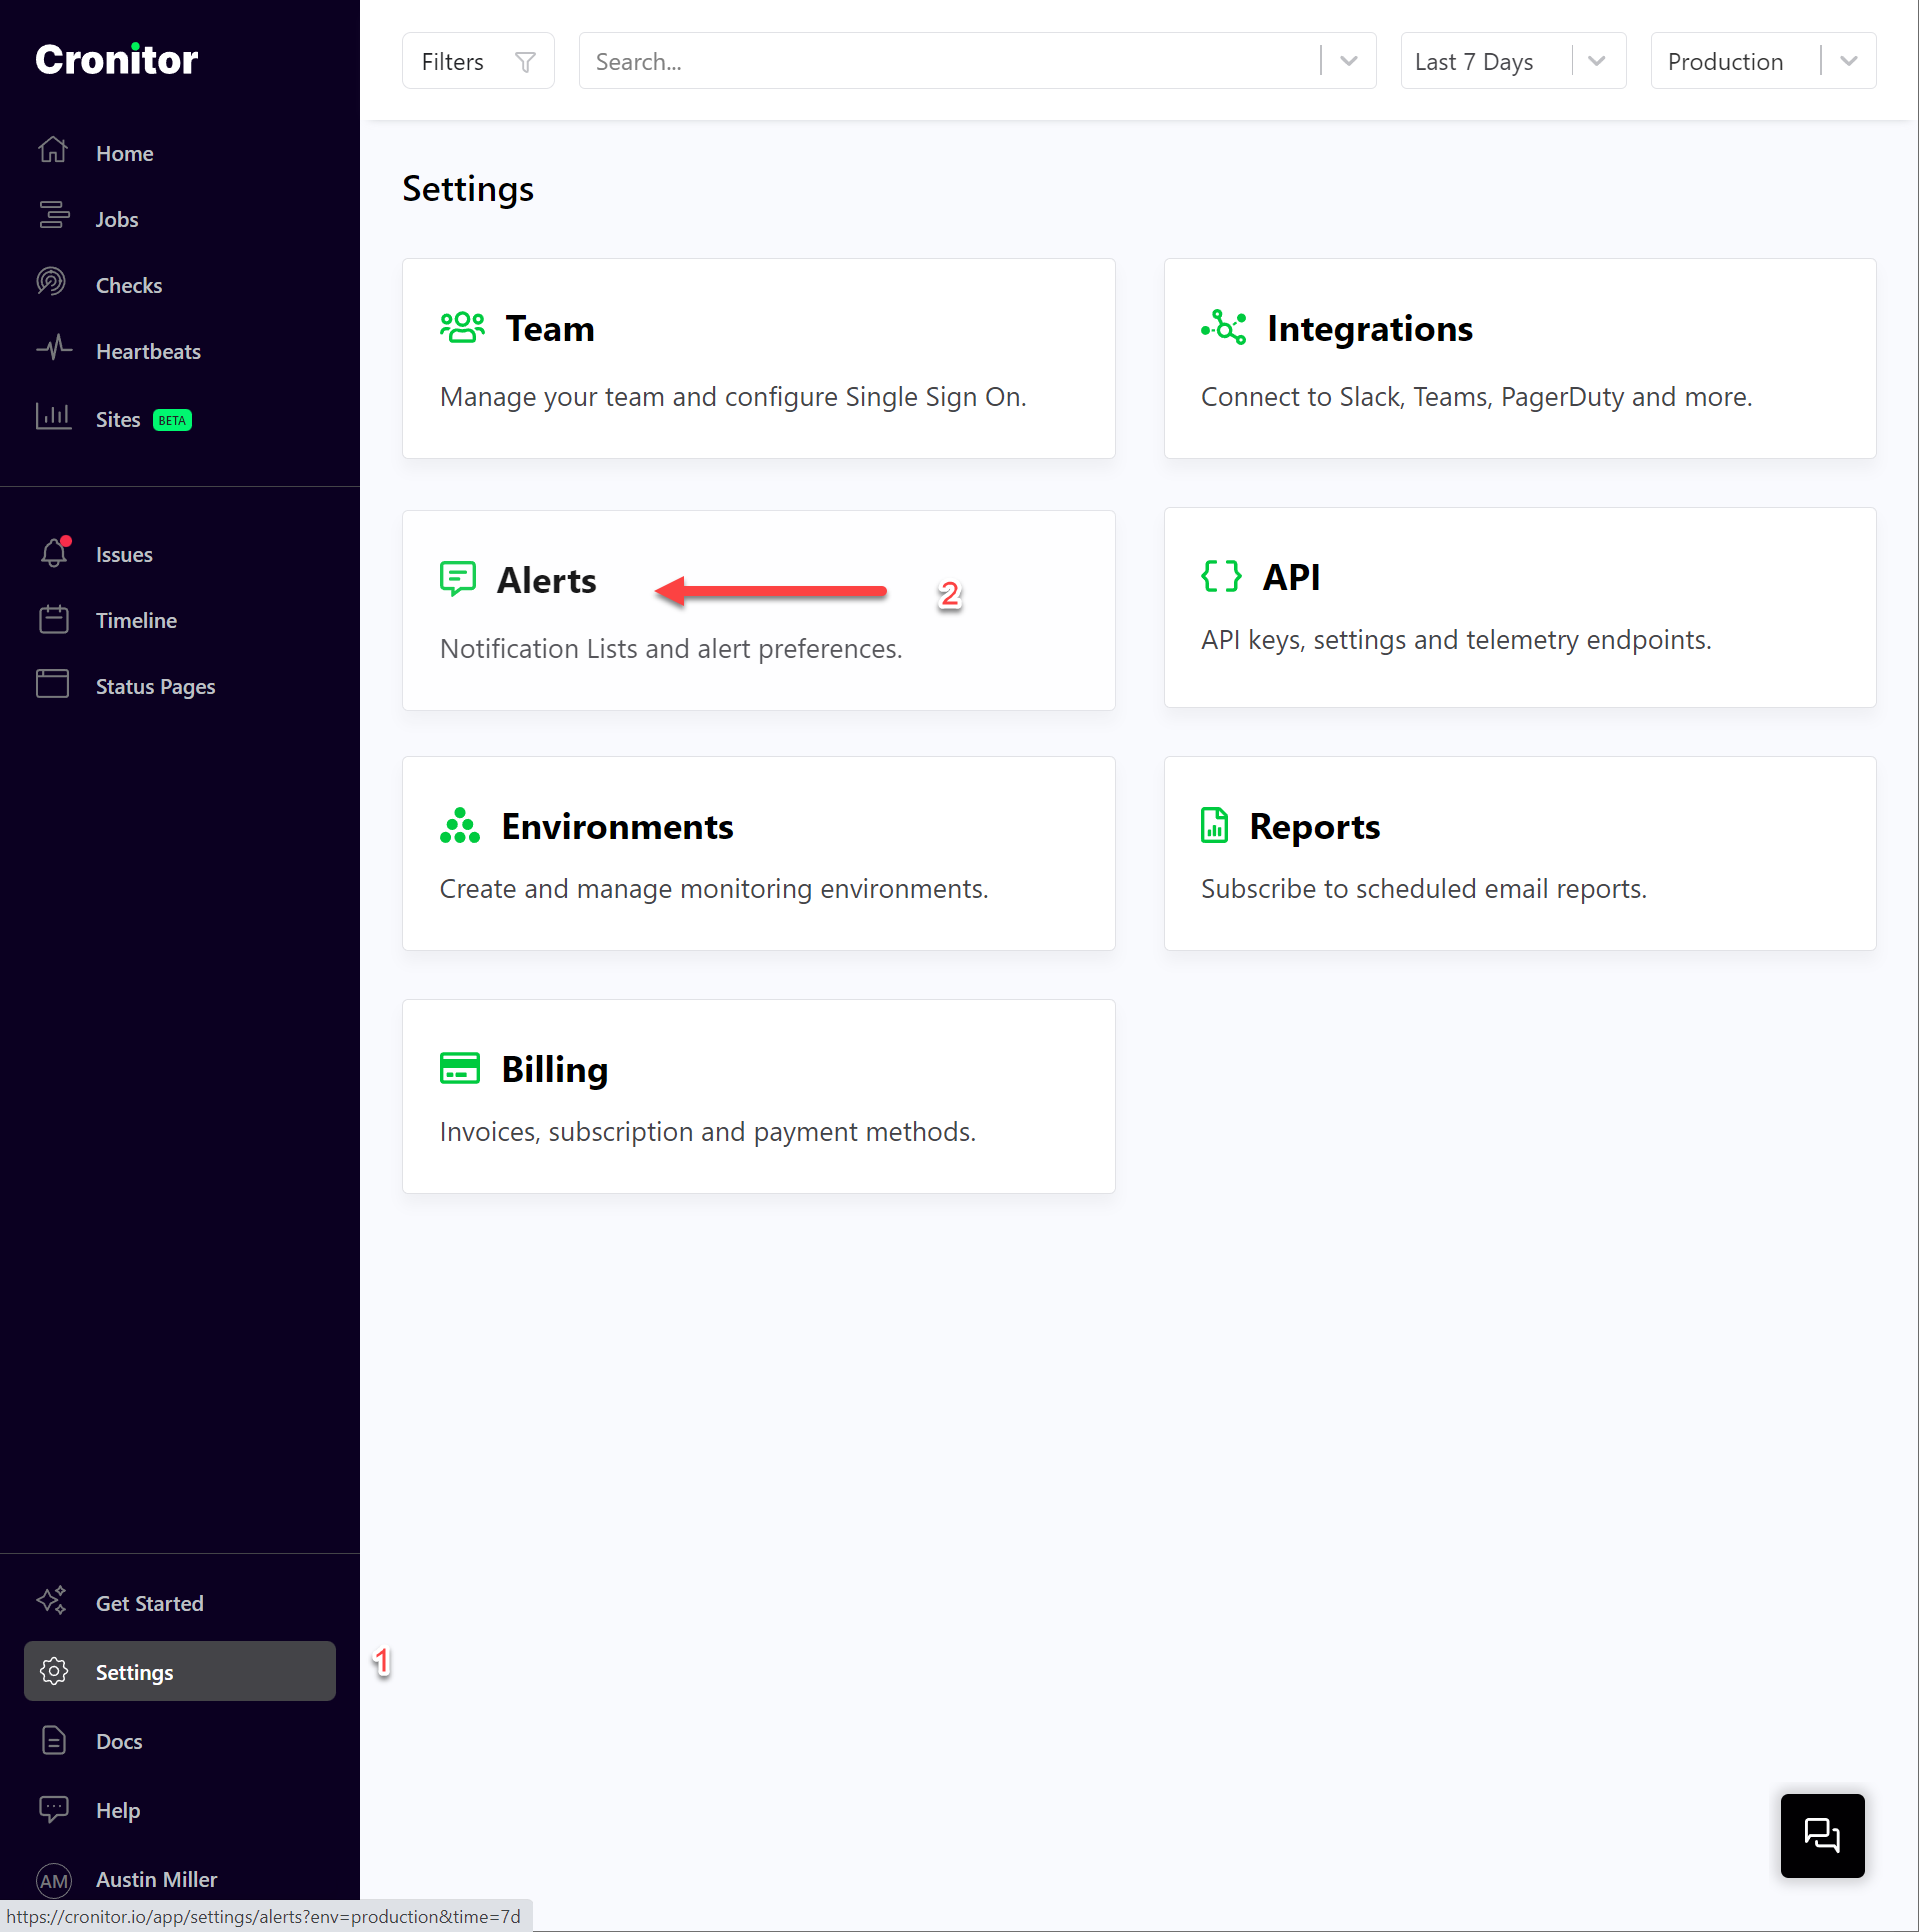 Cronitor
Home
Jobs
Checks
Heartbeats
Sites BETA
Issues
Timeline
Status Pages
Get Started
Settings
1
Docs
Help
AM Austin Miller
Filters
Search...
Last 7 Days
Production
Settings
Team
Manage your team and configure Single Sign On.
Integrations
Connect to Slack, Teams, PagerDuty and more.
Alerts
2
Notification Lists and alert preferences.
API
API keys, settings and telemetry endpoints.
Environments
Create and manage monitoring environments.
Reports
Subscribe to scheduled email reports.
Billing
Invoices, subscription and payment methods.
https://cronitor.io/app/settings/alerts?env=production&time=7d